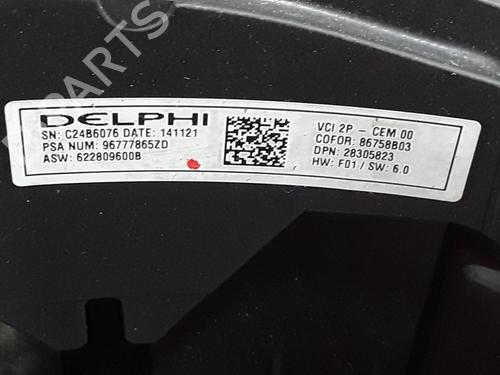 DELPHI
SN: C24B6076 DATE: 141121
PSA NUM: 96777865ZD
ASW: 622809600B
VCI 2P - CEM 00
COFOR: 86758B03
DPN: 28305823
HW: F01 / SW: 6.0
PARTS